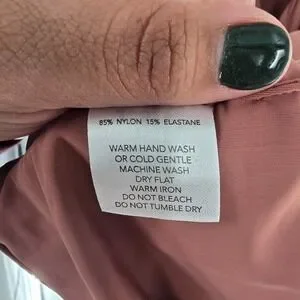 85% NYLON 15% ELASTANE
WARM HAND WASH
OR COLD GENTLE
MACHINE WASH
DRY FLAT
WARM IRON
DO NOT BLEACH
DO NOT TUMBLE DRY